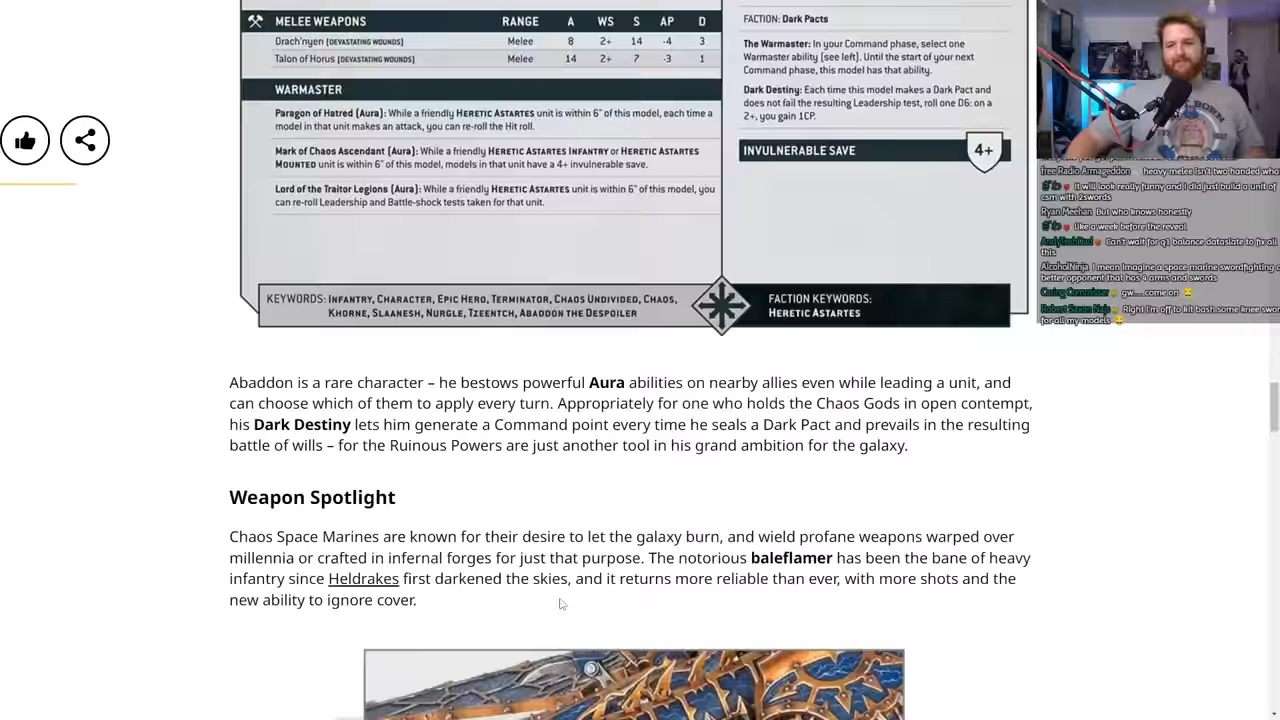 MELEE WEAPONS RANGE A WS S AP D
Drach'nyen [DEVASTATING WOUNDS] Melee 8 2+ 14 -4 3
Talon of Horus [DEVASTATING WOUNDS] Melee 14 2+ 7 -3 1
WARMASTER
Paragon of Hatred (Aura): While a friendly HERETIC ASTARTES unit is within 6" of this model, each time a
model in that unit makes an attack, you can re-roll the Hit roll.
Mark of Chaos Ascendant (Aura): While a friendly HERETIC ASTARTES INFANTRY or HERETIC ASTARTES
MOUNTED unit is within 6" of this model, models in that unit have a 4+ invulnerable save.
Lord of the Traitor Legions (Aura): While a friendly HERETIC ASTARTES unit is within 6" of this model, you
can re-roll Leadership and Battle-shock tests taken for that unit.
KEYWORDS: INFANTRY, CHARACTER, EPIC HERO, TERMINATOR, CHAOS UNDIVIDED, CHAOS,
KHORNE, SLAANESH, NURGLE, TZEENTCH, ABADDON THE DESPOILER
FACTION: Dark Pacts
The Warmaster: In your Command phase, select one
Warmaster ability (see left). Until the start of your next
Command phase, this model has that ability.
Dark Destiny: Each time this model makes a Dark Pact and
does not fail the resulting Leadership test, roll one D6: on a
2+, you gain 1CP.
INVULNERABLE SAVE 4+
FACTION KEYWORDS:
HERETIC ASTARTES
free Radio Armageddon heavy melee isn't two handed
It will look really funny and I did just build a unit of
csm with 2swords
Ryan Meehan But who knows honestly
Like a week before the reveal
Can't wait for q1 balance dataslate to fix all
this
AlcoholNinja I mean imagine a space marine swordfighting a
better opponent that has 4 arms and swords
Caring Commissar gw.....come on
Right I'm off to kit bash some knee
for all my models
Abaddon is a rare character – he bestows powerful Aura abilities on nearby allies even while leading a unit, and
can choose which of them to apply every turn. Appropriately for one who holds the Chaos Gods in open contempt,
his Dark Destiny lets him generate a Command point every time he seals a Dark Pact and prevails in the resulting
battle of wills – for the Ruinous Powers are just another tool in his grand ambition for the galaxy.
Weapon Spotlight
Chaos Space Marines are known for their desire to let the galaxy burn, and wield profane weapons warped over
millennia or crafted in infernal forges for just that purpose. The notorious baleflamer has been the bane of heavy
infantry since Heldrakes first darkened the skies, and it returns more reliable than ever, with more shots and the
new ability to ignore cover.